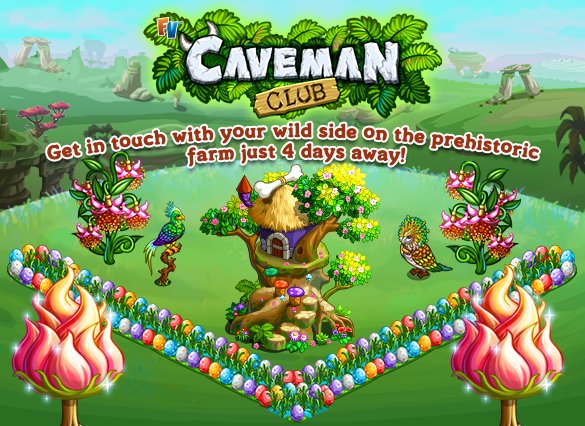 FV
CAVEMAN
CLUB
Get in touch with your wild side on the prehistoric
farm just 4 days away!